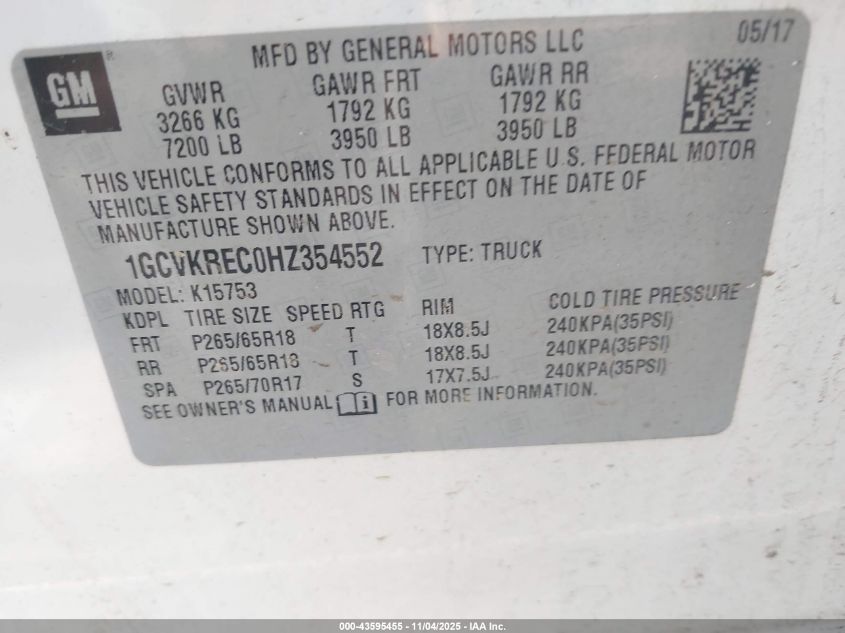 05/17
MFD BY GENERAL MOTORS LLC
GM ®
GVWR GAWR FRT GAWR RR
3266 KG 1792 KG 1792 KG
7200 LB 3950 LB 3950 LB
THIS VEHICLE CONFORMS TO ALL APPLICABLE U.S. FEDERAL MOTOR
VEHICLE SAFETY STANDARDS IN EFFECT ON THE DATE OF
MANUFACTURE SHOWN ABOVE.
1GCVKREC0HZ354552 TYPE: TRUCK
MODEL: K15753
KDPL TIRE SIZE SPEED RTG RIM COLD TIRE PRESSURE
FRT P265/65R18 T 18X8.5J 240KPA(35PSI)
RR P265/65R18 T 18X8.5J 240KPA(35PSI)
SPA P265/70R17 S 17X7.5J 240KPA(35PSI)
SEE OWNER'S MANUAL i FOR MORE INFORMATION.
000-43595455 - 11/04/2025 - IAA Inc.